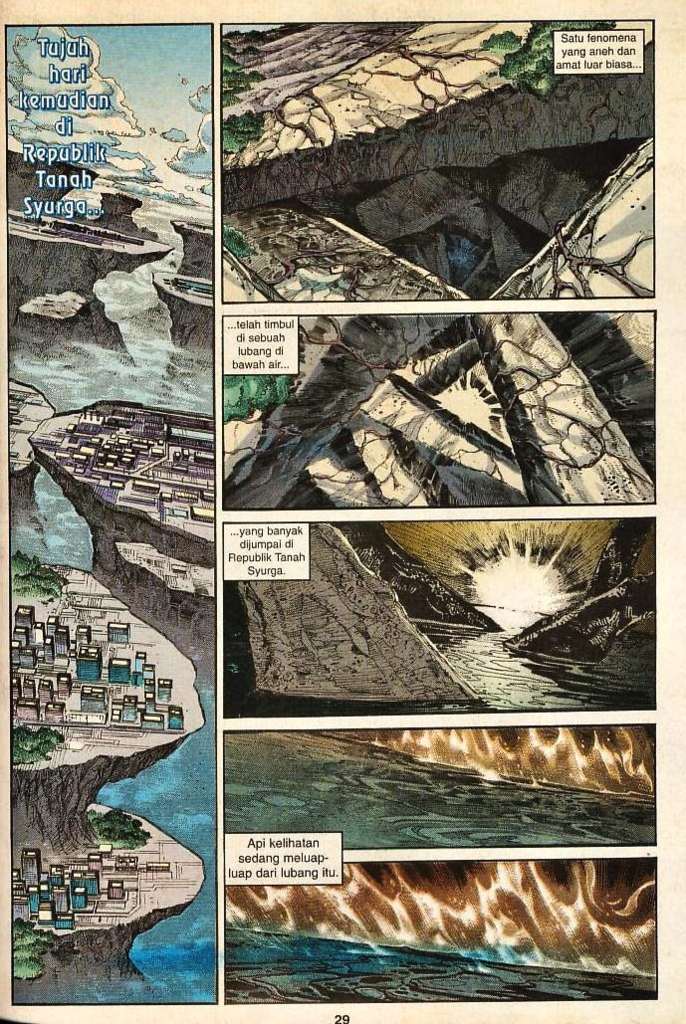 Tujuh
hari
kemudian
di
Republik
Tanah
Syurga...
Satu fenomena
yang aneh dan
amat luar biasa...
...telah timbul
di sebuah
lubang di
bawah air...
...yang banyak
dijumpai di
Republik Tanah
Syurga.
Api kelihatan
sedang meluap-
luap dari lubang itu.
29